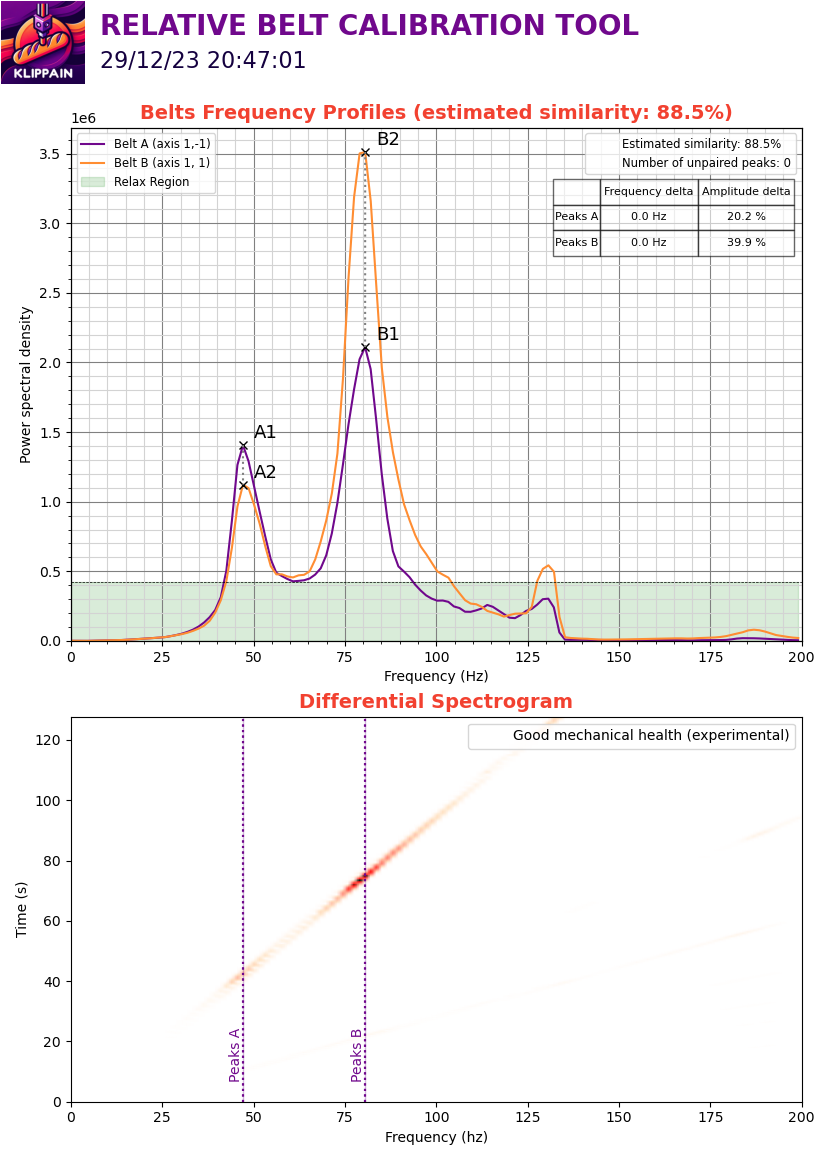 KLIPPAIN
RELATIVE BELT CALIBRATION TOOL
29/12/23 20:47:01
Belts Frequency Profiles (estimated similarity: 88.5%)
1e6
Belt A (axis 1,-1)
Belt B (axis 1, 1)
Relax Region
Estimated similarity: 88.5%
Number of unpaired peaks: 0
Frequency delta Amplitude delta
Peaks A 0.0 Hz 20.2 %
Peaks B 0.0 Hz 39.9 %
B2
B1
A1
A2
Power spectral density
3.5
3.0
2.5
2.0
1.5
1.0
0.5
0.0
0 25 50 75 100 125 150 175 200
Frequency (Hz)
Differential Spectrogram
Good mechanical health (experimental)
Time (s)
120
100
80
60
40
20
0
Peaks A
Peaks B
0 25 50 75 100 125 150 175 200
Frequency (hz)